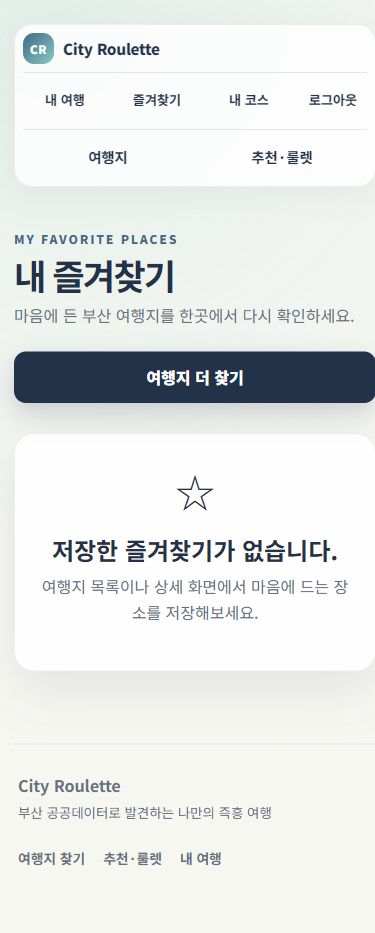 CR City Roulette
내 여행 즐겨찾기 내 코스 로그아웃
여행지 추천·룰렛
MY FAVORITE PLACES
내 즐겨찾기
마음에 든 부산 여행지를 한곳에서 다시 확인하세요.
여행지 더 찾기
저장한 즐겨찾기가 없습니다.
여행지 목록이나 상세 화면에서 마음에 드는 장
소를 저장해보세요.
City Roulette
부산 공공데이터로 발견하는 나만의 즉흥 여행
여행지 찾기 추천·룰렛 내 여행